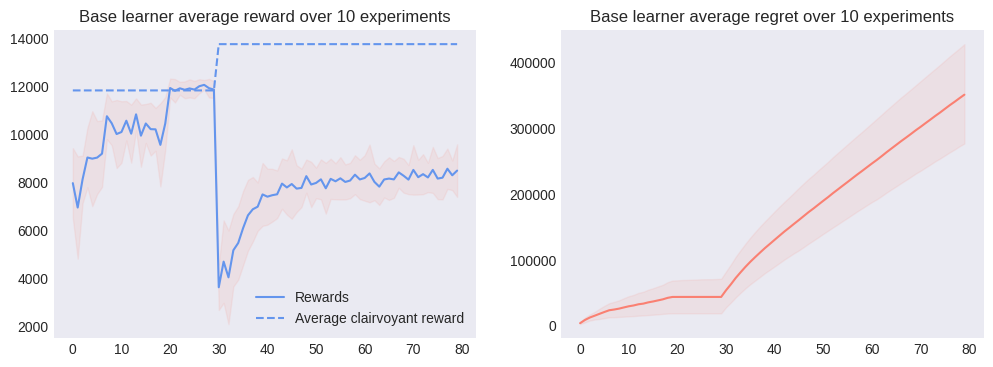 Base learner average reward over 10 experiments
14000
12000
10000
8000
6000
4000
2000
Rewards
Average clairvoyant reward
0 10 20 30 40 50 60 70 80
Base learner average regret over 10 experiments
400000
300000
200000
100000
0
0 10 20 30 40 50 60 70 80